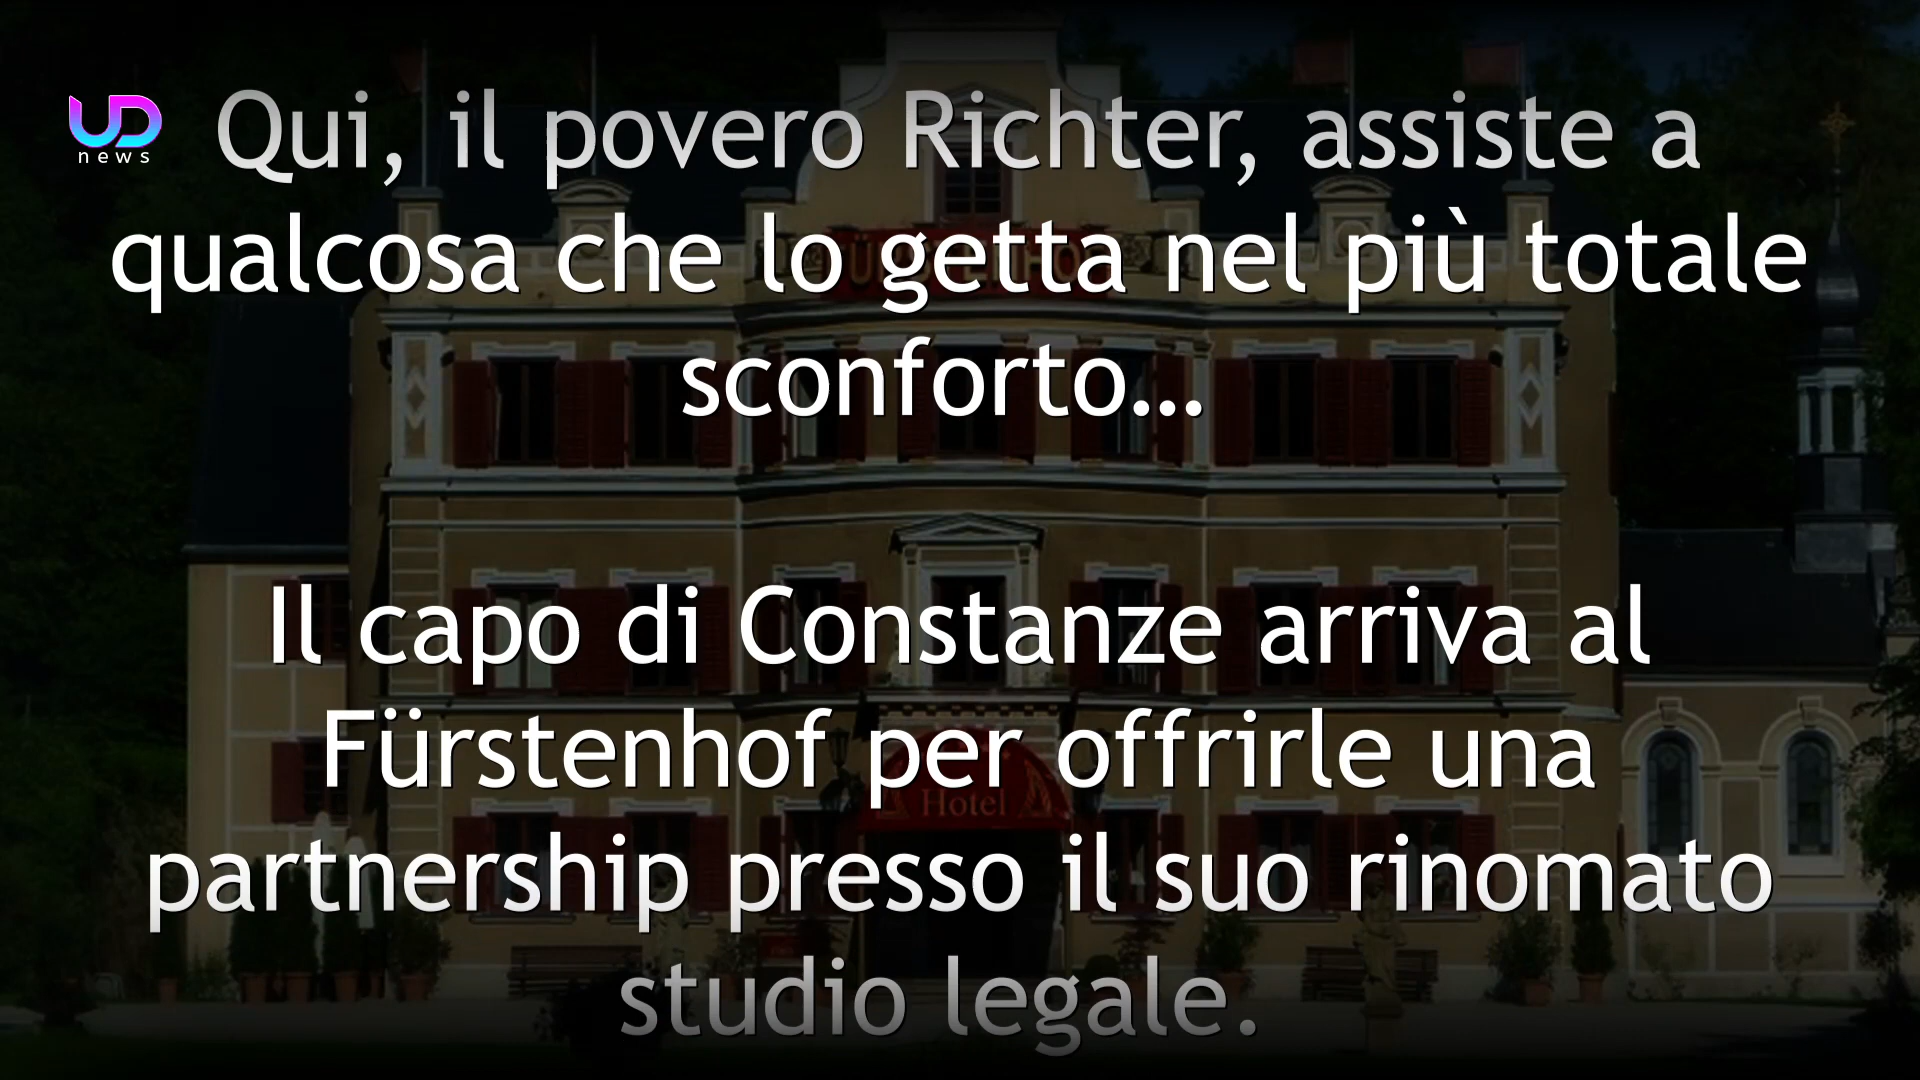 UD
news
Qui, il povero Richter, assiste a
qualcosa che lo getta nel più totale
sconforto...
Il capo di Constanze arriva al
Fürstenhof per offrirle una
partnership presso il suo rinomato
studio legale.
Hotel